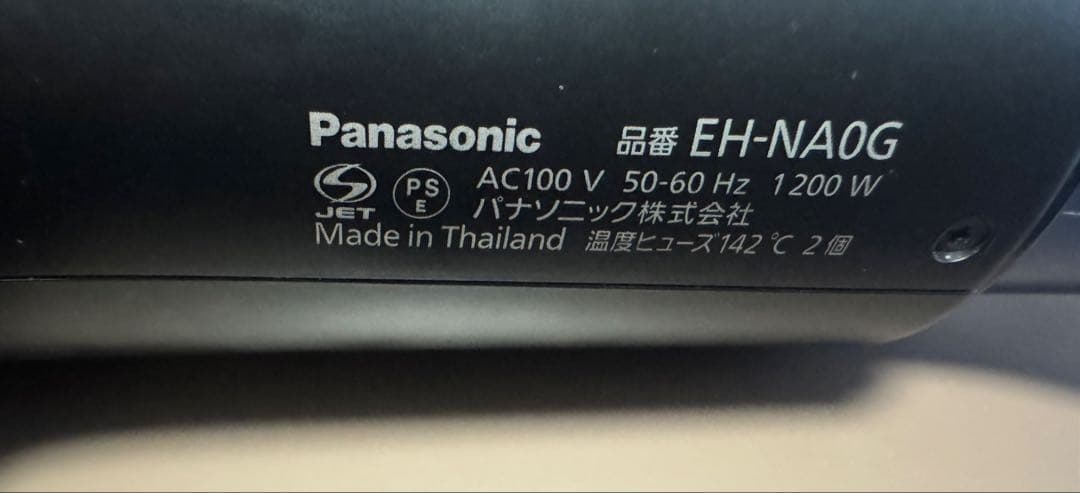 Panasonic 品番 EH-NA0G
JET PS E AC100 V 50-60 Hz 1200 W
パナソニック株式会社
Made in Thailand 温度ヒューズ142℃ 2個